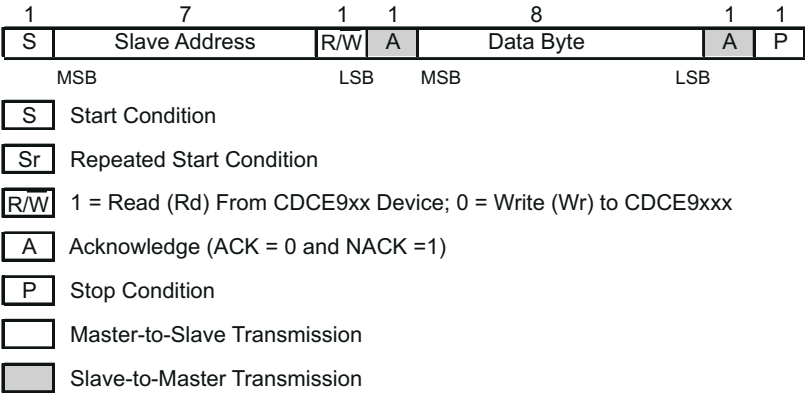 1 7 1 1 8 1 1
S Slave Address R/W A Data Byte A P
MSB LSB MSB LSB
S Start Condition
Sr Repeated Start Condition
R/W 1 = Read (Rd) From CDCE9xx Device; 0 = Write (Wr) to CDCE9xxx
A Acknowledge (ACK = 0 and NACK =1)
P Stop Condition
Master-to-Slave Transmission
Slave-to-Master Transmission